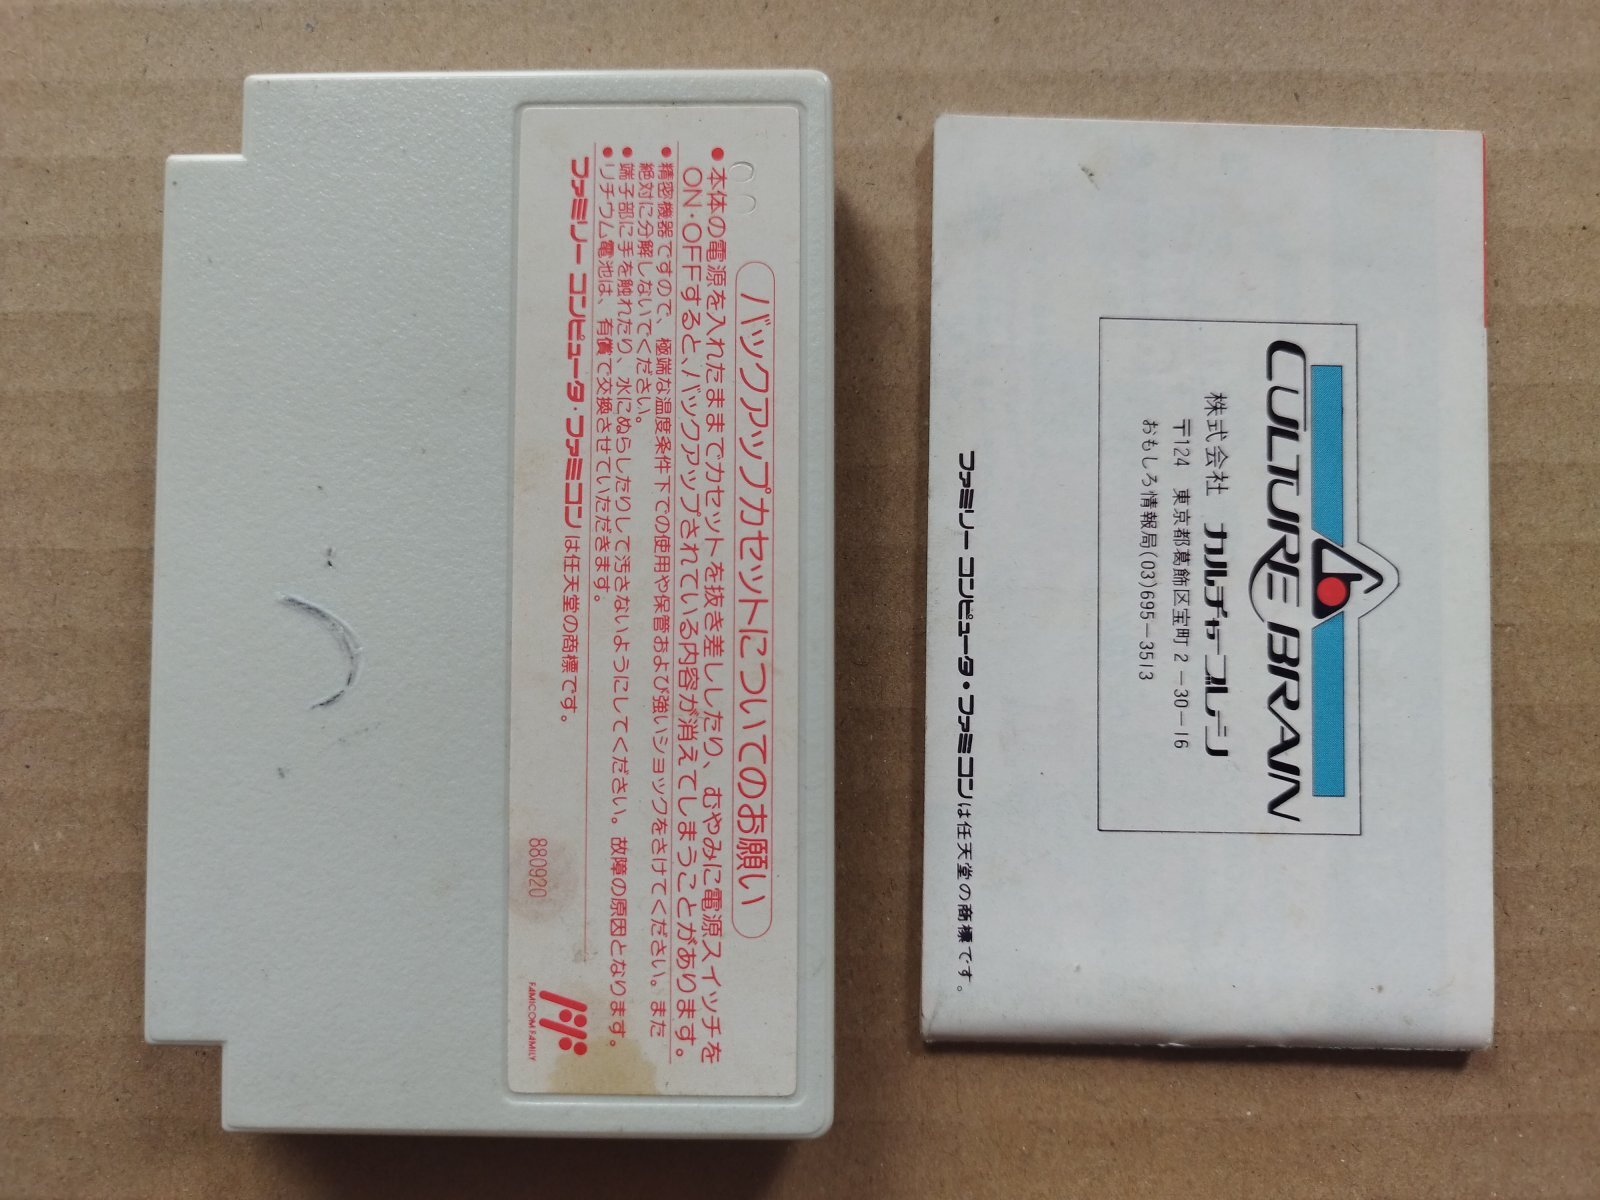 バックアップカセットについてのお願い
●本体の電源を入れたままでカセットを抜き差ししたり、むやみに電源スイッチを
ON・OFFすると、バックアップされている内容が消えてしまうことがあります。
●精密機器ですので、極端な温度条件下での使用や保管および強いショックをさけてください。また
絶対に分解しないでください。
●端子部に手を触れたり、水にぬらしたりして汚さないようにしてください。故障の原因となります。
●リチウム電池は、有償で交換させていただきます。
ファミリーコンピュータ・ファミコンは任天堂の商標です。
880920
FAMICOM FAMILY
CULTURE BRAIN
株式会社 カルチャーブレーン
〒124 東京都葛飾区宝町2-30-16
おもしろ情報局(03)695-3513
ファミリーコンピュータ・ファミコンは任天堂の商標です。